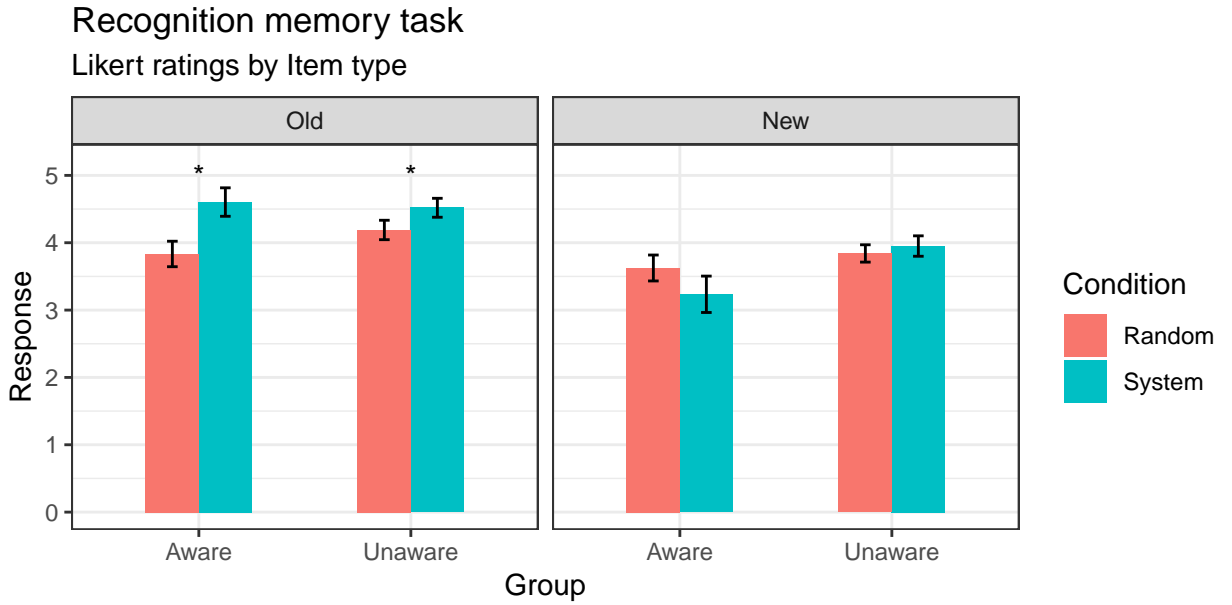 Recognition memory task
Likert ratings by Item type
Old
New
*
*
5
4
3
2
1
0
Response
Aware
Unaware
Aware
Unaware
Group
Condition
Random
System